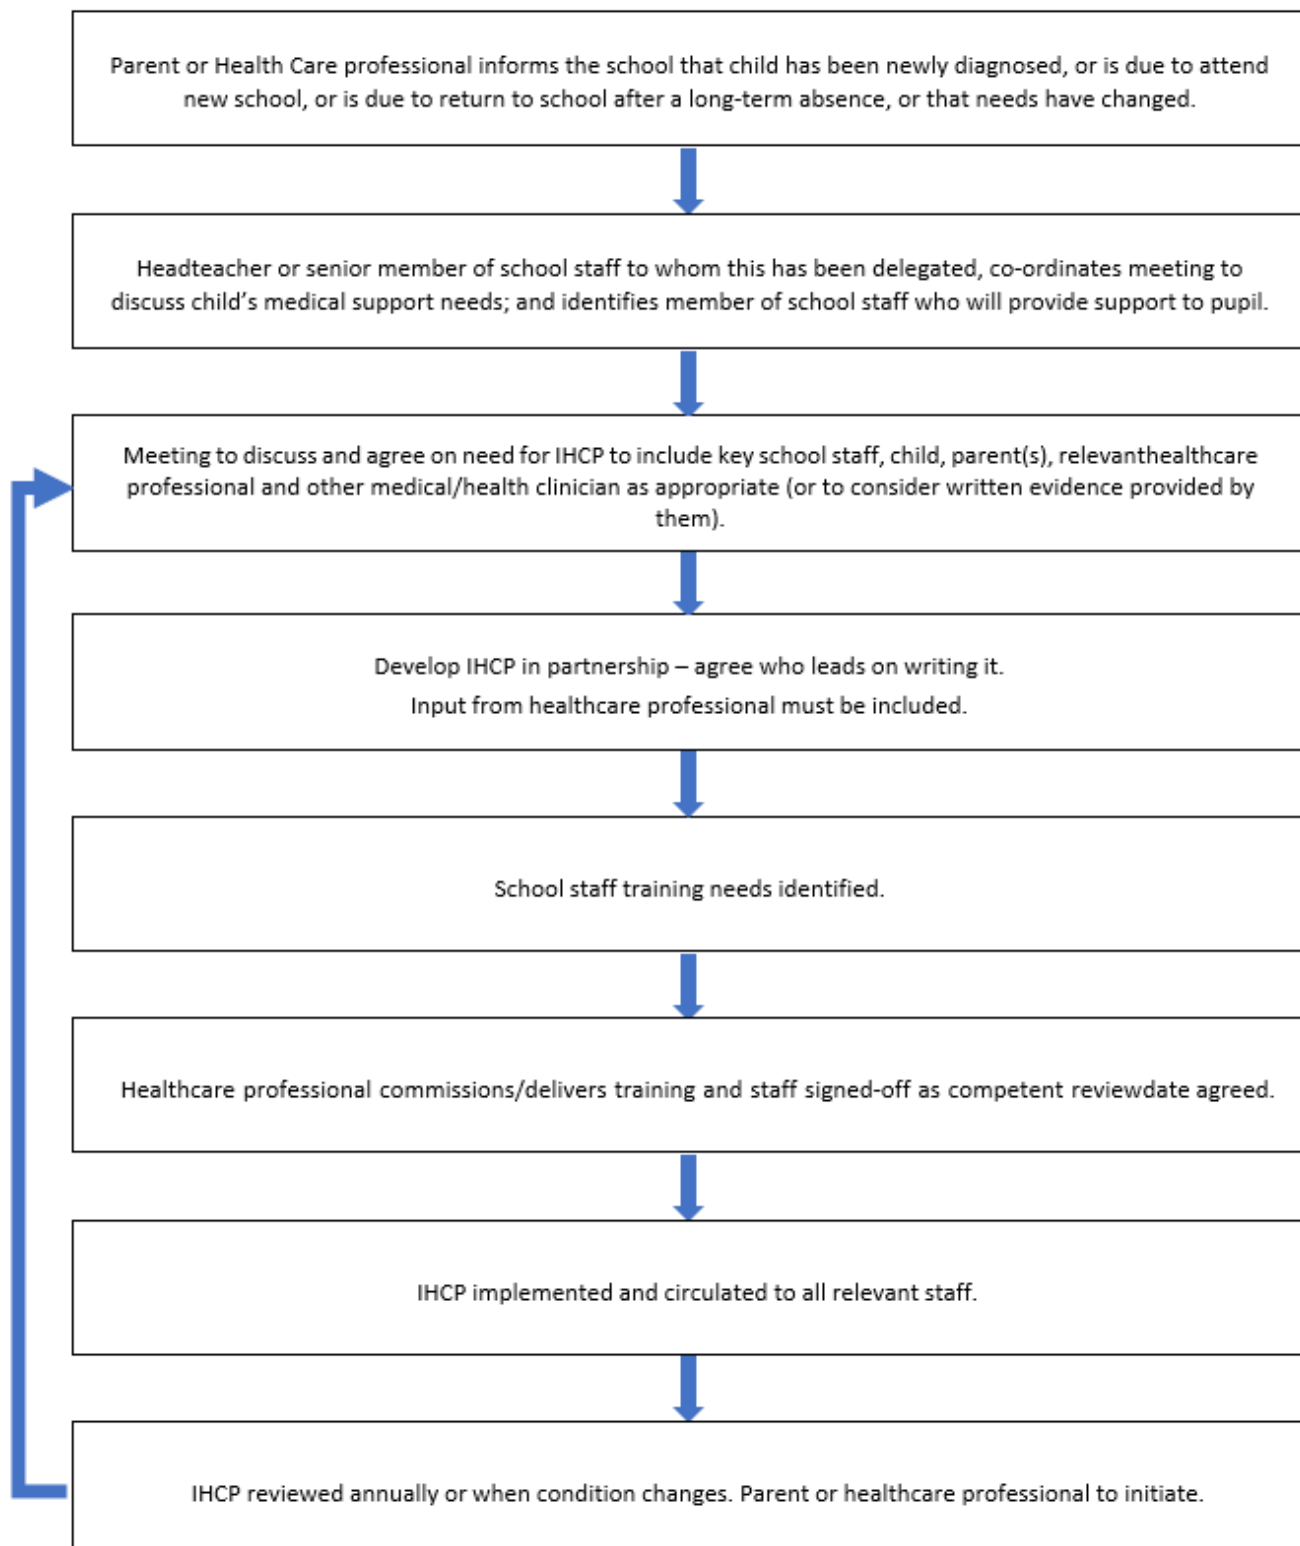 Parent or Health Care professional informs the school that child has been newly diagnosed, or is due to attend
new school, or is due to return to school after a long-term absence, or that needs have changed.
Headteacher or senior member of school staff to whom this has been delegated, co-ordinates meeting to
discuss child's medical support needs; and identifies member of school staff who will provide support to pupil.
Meeting to discuss and agree on need for IHCP to include key school staff, child, parent(s), relevanthealthcare
professional and other medical/health clinician as appropriate (or to consider written evidence provided by
them).
Develop IHCP in partnership – agree who leads on writing it.
Input from healthcare professional must be included.
School staff training needs identified.
Healthcare professional commissions/delivers training and staff signed-off as competent reviewdate agreed.
IHCP implemented and circulated to all relevant staff.
IHCP reviewed annually or when condition changes. Parent or healthcare professional to initiate.